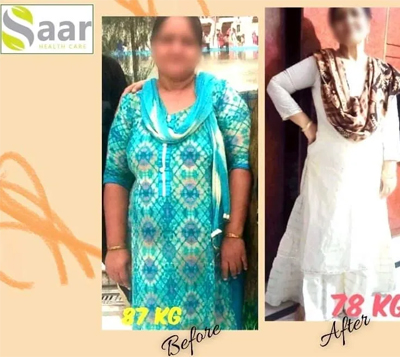 Saar
HEALTH CARE
87 KG
78 KG
Before
After